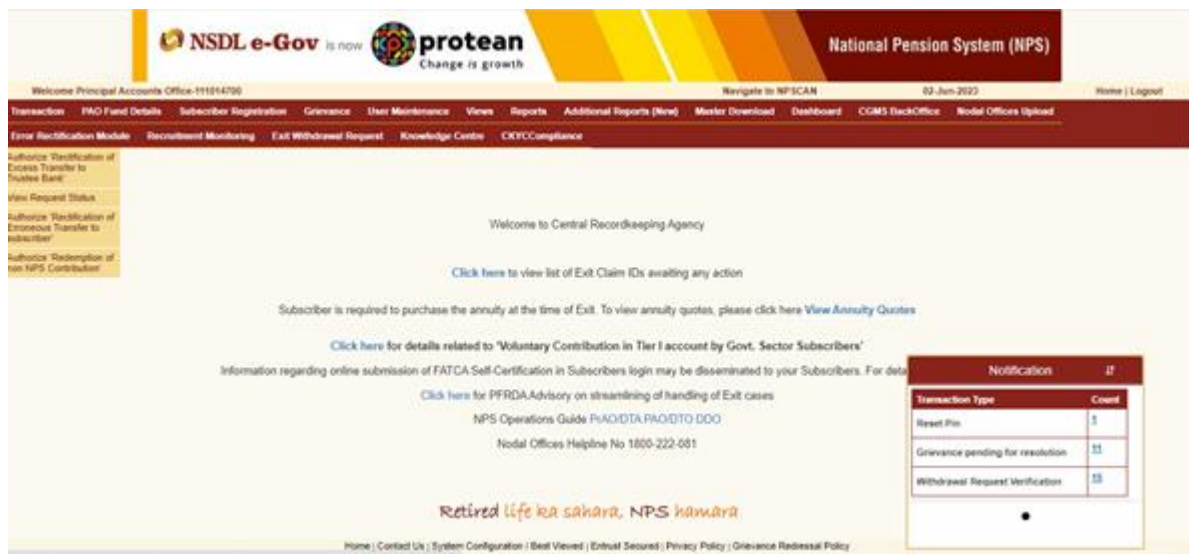 NSDL e-Gov is now protean
Change is growth
National Pension System (NPS)
Welcome Principal Accounts Office-111014700
Navigate to NPSCAN
02-Jun-2023
Home | Logout
Transaction PAO Fund Details Subscriber Registration Grievance User Maintenance Views Reports Additional Reports (New) Master Download Dashboard CGMS BackOffice Nodal Offices Upload
Error Rectification Module Recruitment Monitoring Exit Withdrawal Request Knowledge Centre CKYCCompliance
Authorize 'Rectification of
Excess Transfer to
Trustee Bank'
View Request Status
Authorize 'Rectification of
Erroneous Transfer to
subscriber'
Authorize 'Redemption of
non NPS Contribution'
Welcome to Central Recordkeeping Agency
Click here to view list of Exit Claim IDs awaiting any action
Subscriber is required to purchase the annuity at the time of Exit. To view annuity quotes, please click here View Annuity Quotes
Click here for details related to 'Voluntary Contribution in Tier I account by Govt. Sector Subscribers'
Information regarding online submission of FATCA Self-Certification in Subscribers login may be disseminated to your Subscribers. For deta
Click here for PFRDA Advisory on streamlining of handling of Exit cases
NPS Operations Guide PrAO/DTA PAO/DTO DDO
Nodal Offices Helpline No 1800-222-081
Notification
Transaction Type Count
Reset Pin 1
Grievance pending for resolution 11
Withdrawal Request Verification
Retired life ka sahara, NPS hamara
Home | Contact Us | System Configuration / Best Viewed | Entrust Secured | Privacy Policy | Grievance Redressal Policy